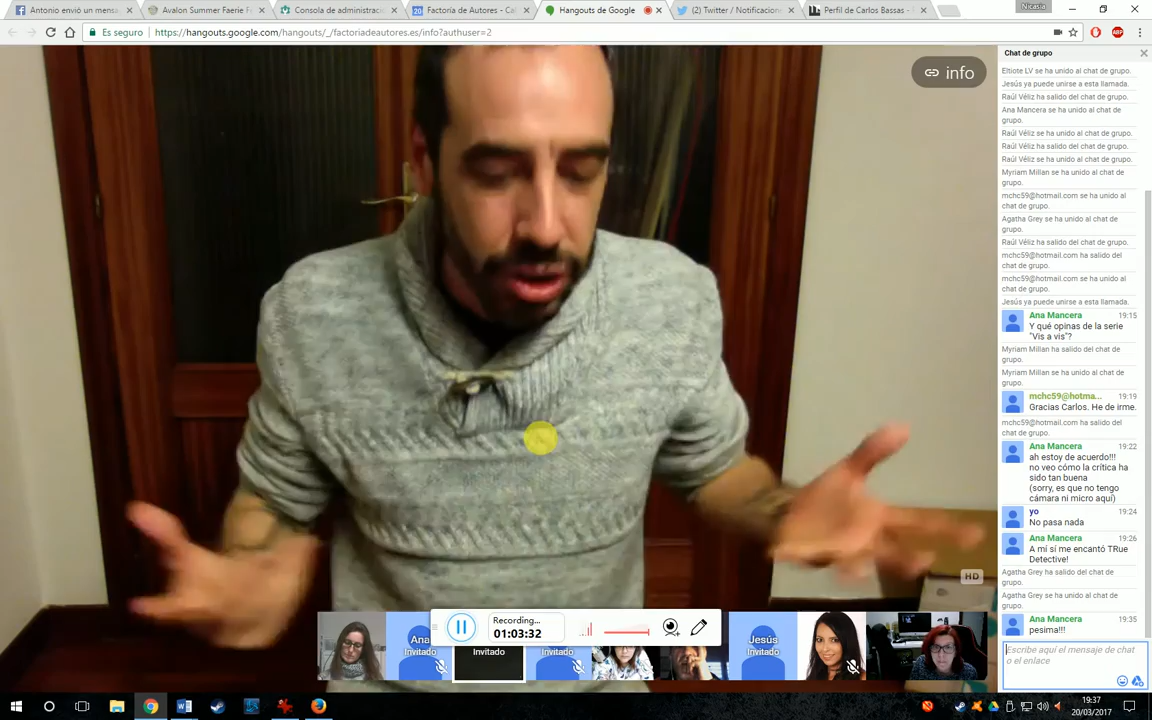 Antonio envió un mensa
Avalon Summer Faerie F
Consola de administrac
Factoría de Autores - Ca
Hangouts de Google
(2) Twitter / Notificacione
Perfil de Carlos Bassas -
Nicasia
Es seguro
https://hangouts.google.com/hangouts/_/factoriadeautores.es/info?authuser=2
info
Chat de grupo
Eltiote LV se ha unido al chat de grupo.
Jesús ya puede unirse a esta llamada.
Raúl Véliz ha salido del chat de grupo.
Ana Mancera se ha unido al chat de
grupo.
Raúl Véliz se ha unido al chat de grupo.
Raúl Véliz ha salido del chat de grupo.
Raúl Véliz se ha unido al chat de grupo.
Myriam Millan se ha unido al chat de
grupo.
mchc59@hotmail.com se ha unido al
chat de grupo.
Agatha Grey se ha unido al chat de
grupo.
Raúl Véliz ha salido del chat de grupo.
mchc59@hotmail.com ha salido del
chat de grupo.
mchc59@hotmail.com se ha unido al
chat de grupo.
Jesús ya puede unirse a esta llamada.
Ana Mancera 19:15
Y qué opinas de la serie
"Vis a vis"?
Myriam Millan ha salido del chat de
grupo.
Myriam Millan se ha unido al chat de
grupo.
mchc59@hotma... 19:19
Gracias Carlos. He de irme.
mchc59@hotmail.com ha salido del
chat de grupo.
Ana Mancera 19:22
ah estoy de acuerdo!!!
no veo cómo la crítica ha
sido tan buena
(sorry, es que no tengo
cámara ni micro aquí)
yo 19:24
No pasa nada
Ana Mancera 19:26
A mí sí me encantó TRue
Detective!
Agatha Grey ha salido del chat de
grupo.
Agatha Grey se ha unido al chat de
grupo.
Ana Mancera 19:35
pesima!!!
Escribe aquí el mensaje de chat
o el enlace
HD
Recording...
01:03:32
Ana
Invitado
Invitado
Invitado
Jesús
Invitado
ABP
20
W
19:37
20/03/2017